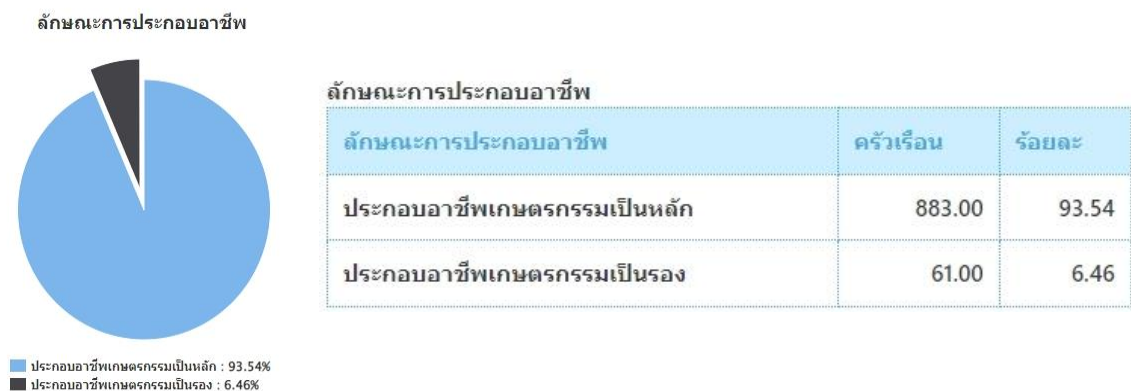 ลักษณะการประกอบอาชีพ
ประกอบอาชีพเกษตรกรรมเป็นหลัก : 93.54%
ประกอบอาชีพเกษตรกรรมเป็นรอง : 6.46%
ลักษณะการประกอบอาชีพ
ลักษณะการประกอบอาชีพ ครัวเรือน ร้อยละ
ประกอบอาชีพเกษตรกรรมเป็นหลัก 883.00 93.54
ประกอบอาชีพเกษตรกรรมเป็นรอง 61.00 6.46